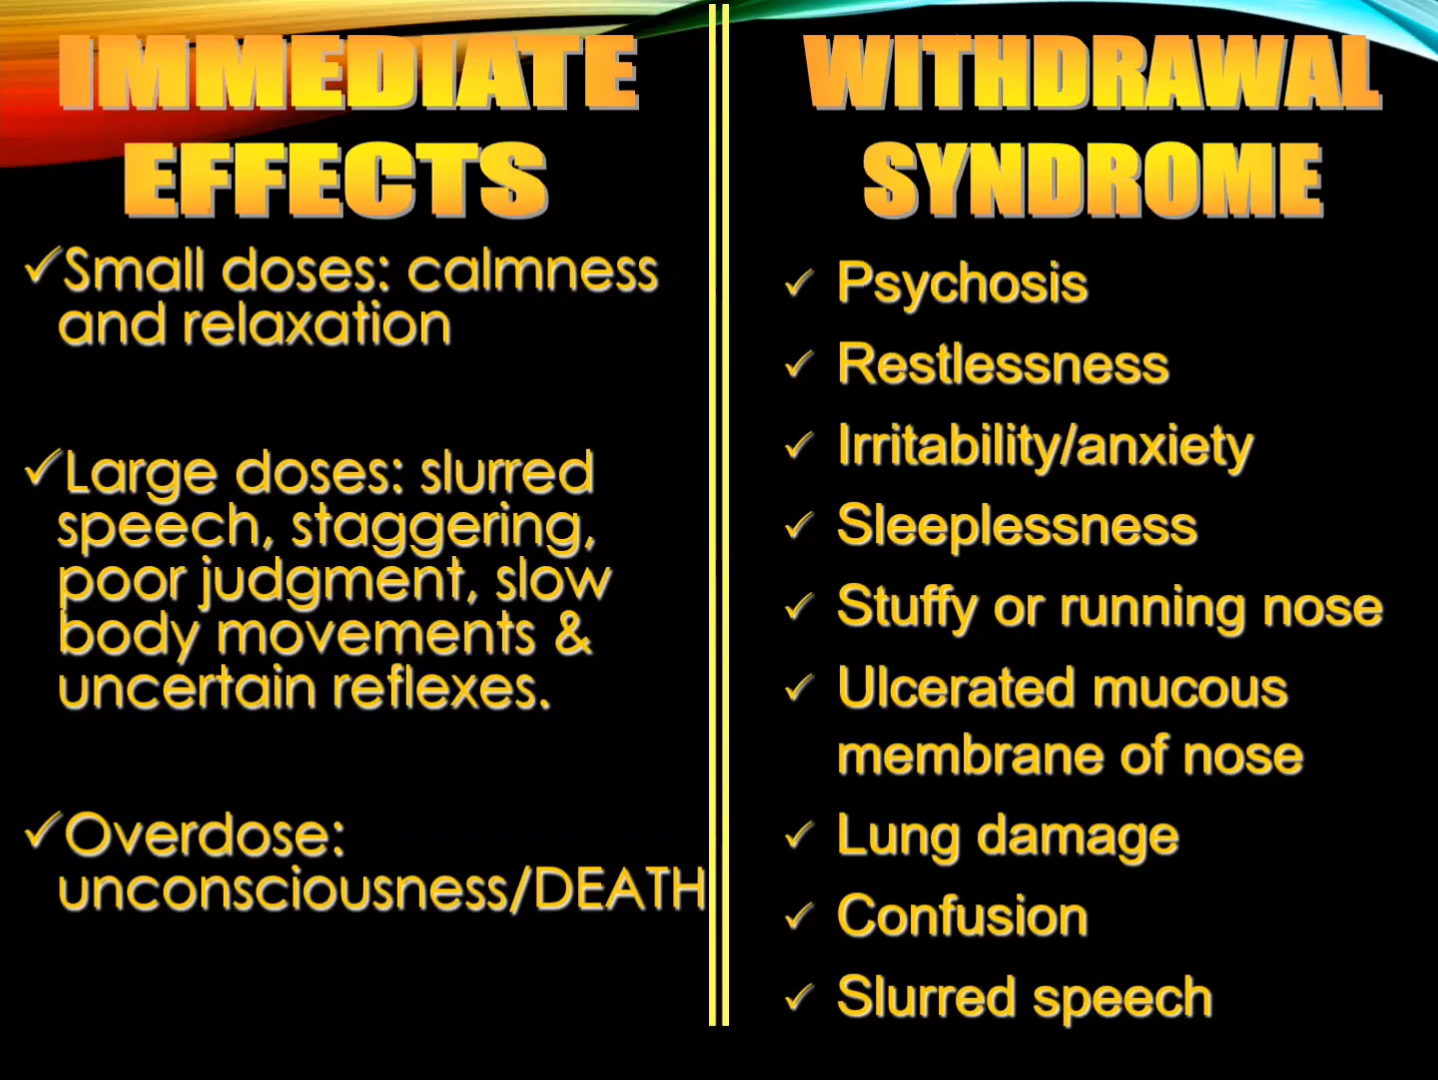 IMMEDIATE
EFFECTS
✓Small doses: calmness
and relaxation
✓Large doses: slurred
speech, staggering,
poor judgment, slow
body movements &
uncertain reflexes.
✓Overdose:
unconsciousness/DEATH
WITHDRAWAL
SYNDROME
✓ Psychosis
✓ Restlessness
✓ Irritability/anxiety
✓ Sleeplessness
✓ Stuffy or running nose
✓ Ulcerated mucous
membrane of nose
✓ Lung damage
✓ Confusion
✓ Slurred speech